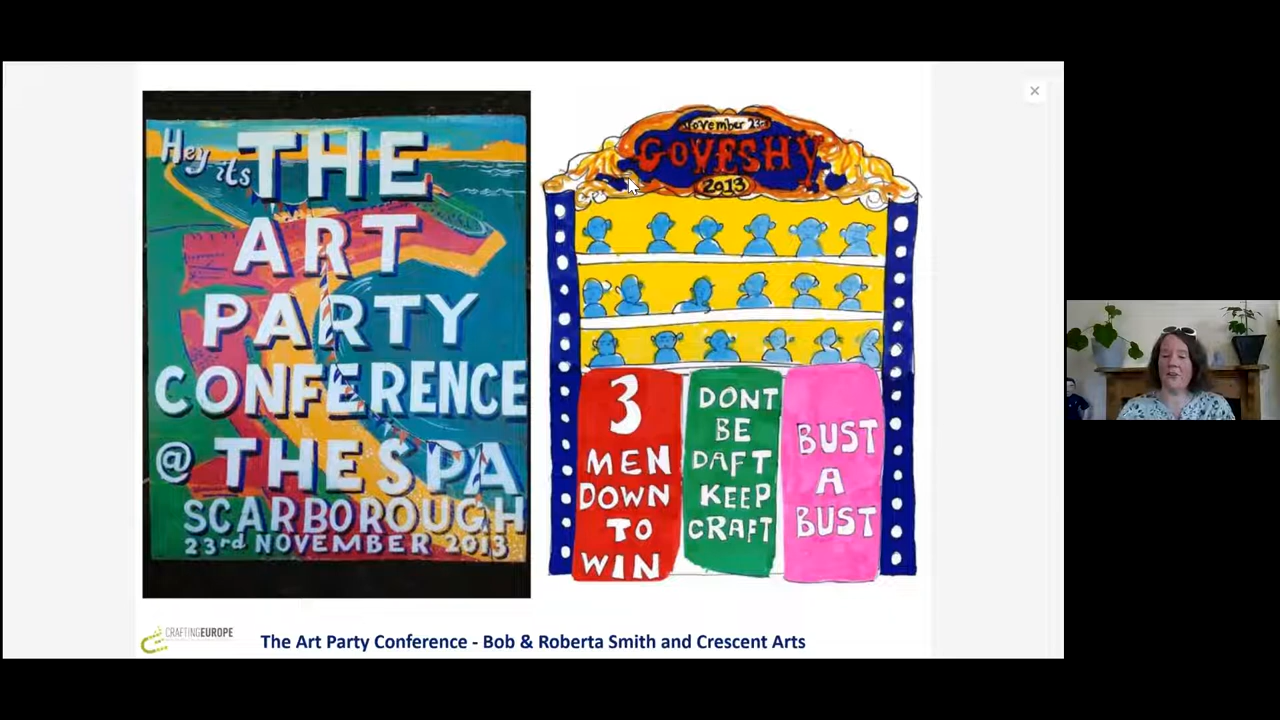 Hey
it's
THE
ART
PARTY
CONFERENCE
@ THE SPA
SCARBOROUGH
23rd NOVEMBER 2013
November 23rd
GOVESHY
2013
3
MEN
DOWN
TO
WIN
DONT
BE
DAFT
KEEP
CRAFT
BUST
A
BUST
CRAFTINGEUROPE
The Art Party Conference - Bob & Roberta Smith and Crescent Arts